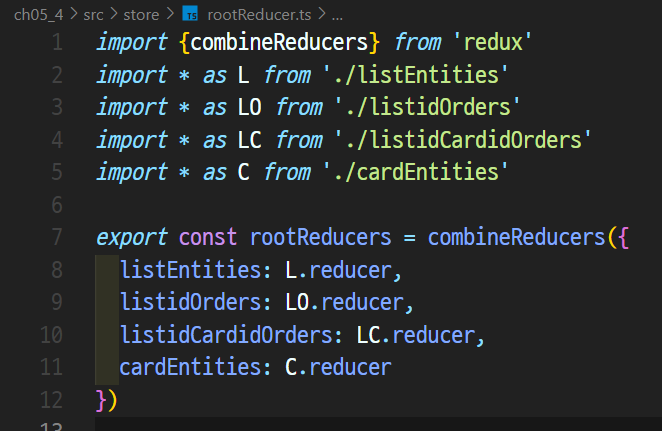 ch05_4 > src > store > TS rootReducer.ts > ...
1 import {combineReducers} from 'redux'
2 import * as L from './listEntities'
3 import * as LO from './listidOrders'
4 import * as LC from './listidCardidOrders'
5 import * as C from './cardEntities'
6
7 export const rootReducers = combineReducers({
8   listEntities: L.reducer,
9   listidOrders: LO.reducer,
10   listidCardidOrders: LC.reducer,
11   cardEntities: C.reducer
12 })
13